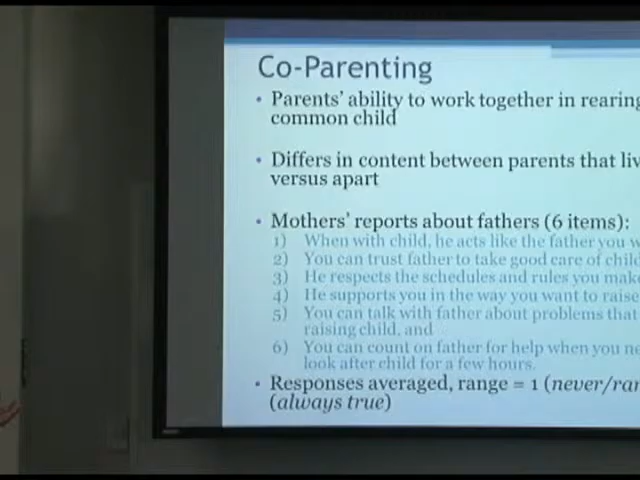 Co-Parenting
• Parents' ability to work together in rearing
common child
• Differs in content between parents that liv
versus apart
• Mothers' reports about fathers (6 items):
1) When with child, he acts like the father you w
2) You can trust father to take good care of child
3) He respects the schedules and rules you make
4) He supports you in the way you want to raise
5) You can talk with father about problems that
raising child, and
6) You can count on father for help when you ne
look after child for a few hours.
• Responses averaged, range = 1 (never/rar
(always true)